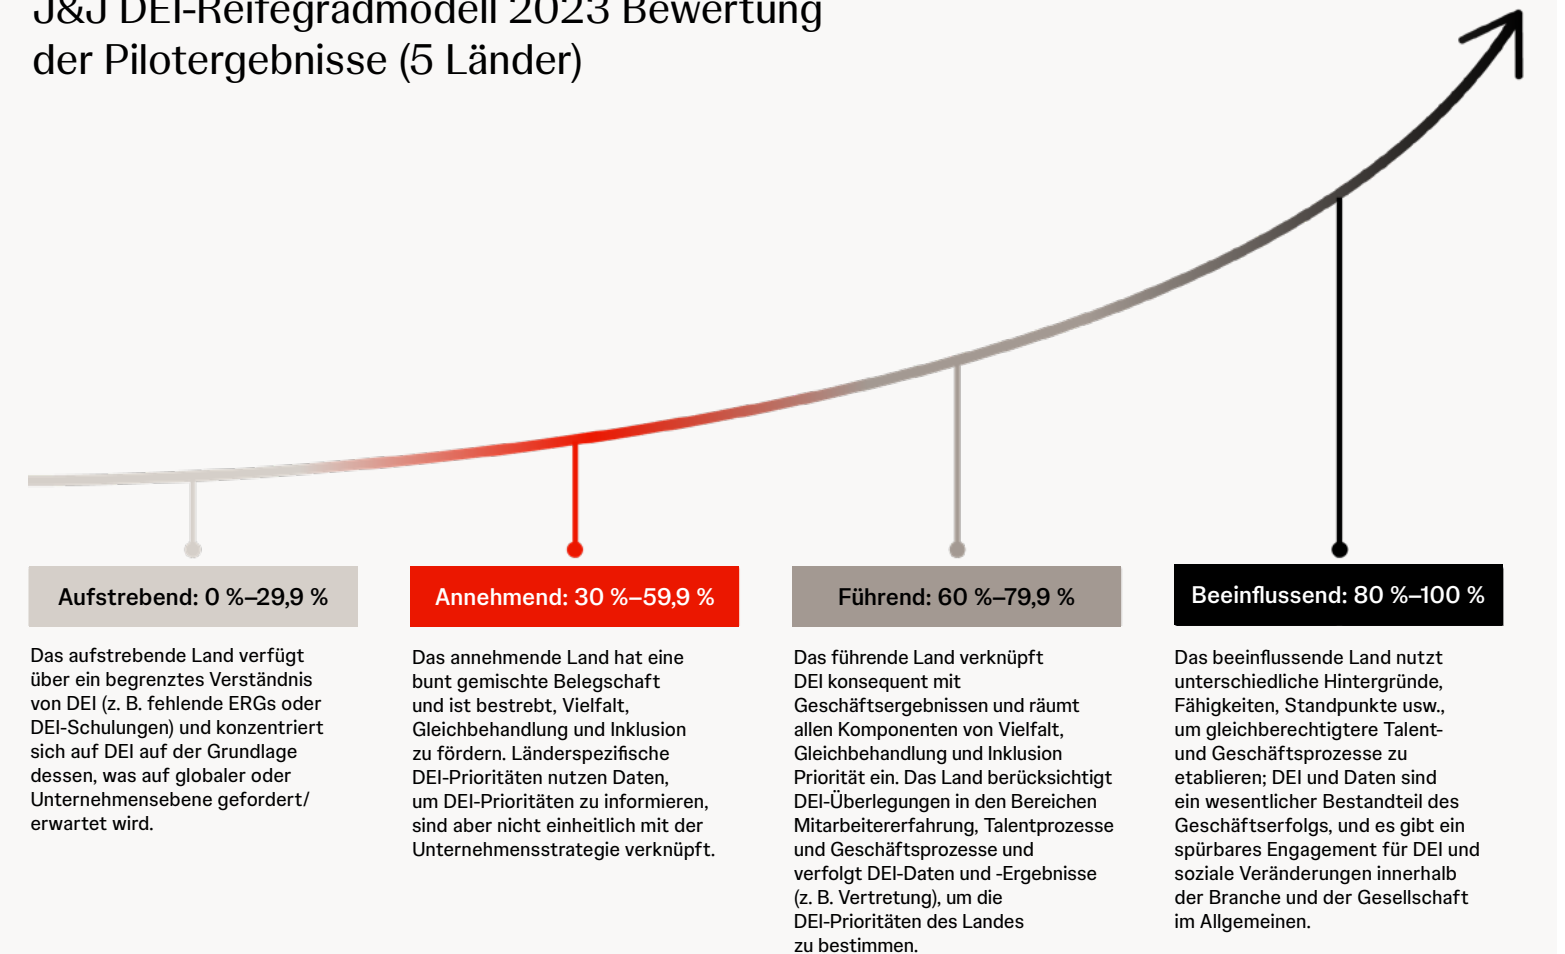 J&J DEI-Reifegradmodell 2023 Bewertung
der Pilotergebnisse (5 Länder)
Aufstrebend: 0 %–29,9 %
Das aufstrebende Land verfügt
über ein begrenztes Verständnis
von DEI (z. B. fehlende ERGs oder
DEI-Schulungen) und konzentriert
sich auf DEI auf der Grundlage
dessen, was auf globaler oder
Unternehmensebene gefordert/
erwartet wird.
Annehmend: 30 %–59,9 %
Das annehmende Land hat eine
bunt gemischte Belegschaft
und ist bestrebt, Vielfalt,
Gleichbehandlung und Inklusion
zu fördern. Länderspezifische
DEI-Prioritäten nutzen Daten,
um DEI-Prioritäten zu informieren,
sind aber nicht einheitlich mit der
Unternehmensstrategie verknüpft.
Führend: 60 %–79,9 %
Das führende Land verknüpft
DEI konsequent mit
Geschäftsergebnissen und räumt
allen Komponenten von Vielfalt,
Gleichbehandlung und Inklusion
Priorität ein. Das Land berücksichtigt
DEI-Überlegungen in den Bereichen
Mitarbeitererfahrung, Talentprozesse
und Geschäftsprozesse und
verfolgt DEI-Daten und -Ergebnisse
(z. B. Vertretung), um die
DEI-Prioritäten des Landes
zu bestimmen.
Beeinflussend: 80 %–100 %
Das beeinflussende Land nutzt
unterschiedliche Hintergründe,
Fähigkeiten, Standpunkte usw.,
um gleichberechtigtere Talent-
und Geschäftsprozesse zu
etablieren; DEI und Daten sind
ein wesentlicher Bestandteil des
Geschäftserfolgs, und es gibt ein
spürbares Engagement für DEI und
soziale Veränderungen innerhalb
der Branche und der Gesellschaft
im Allgemeinen.